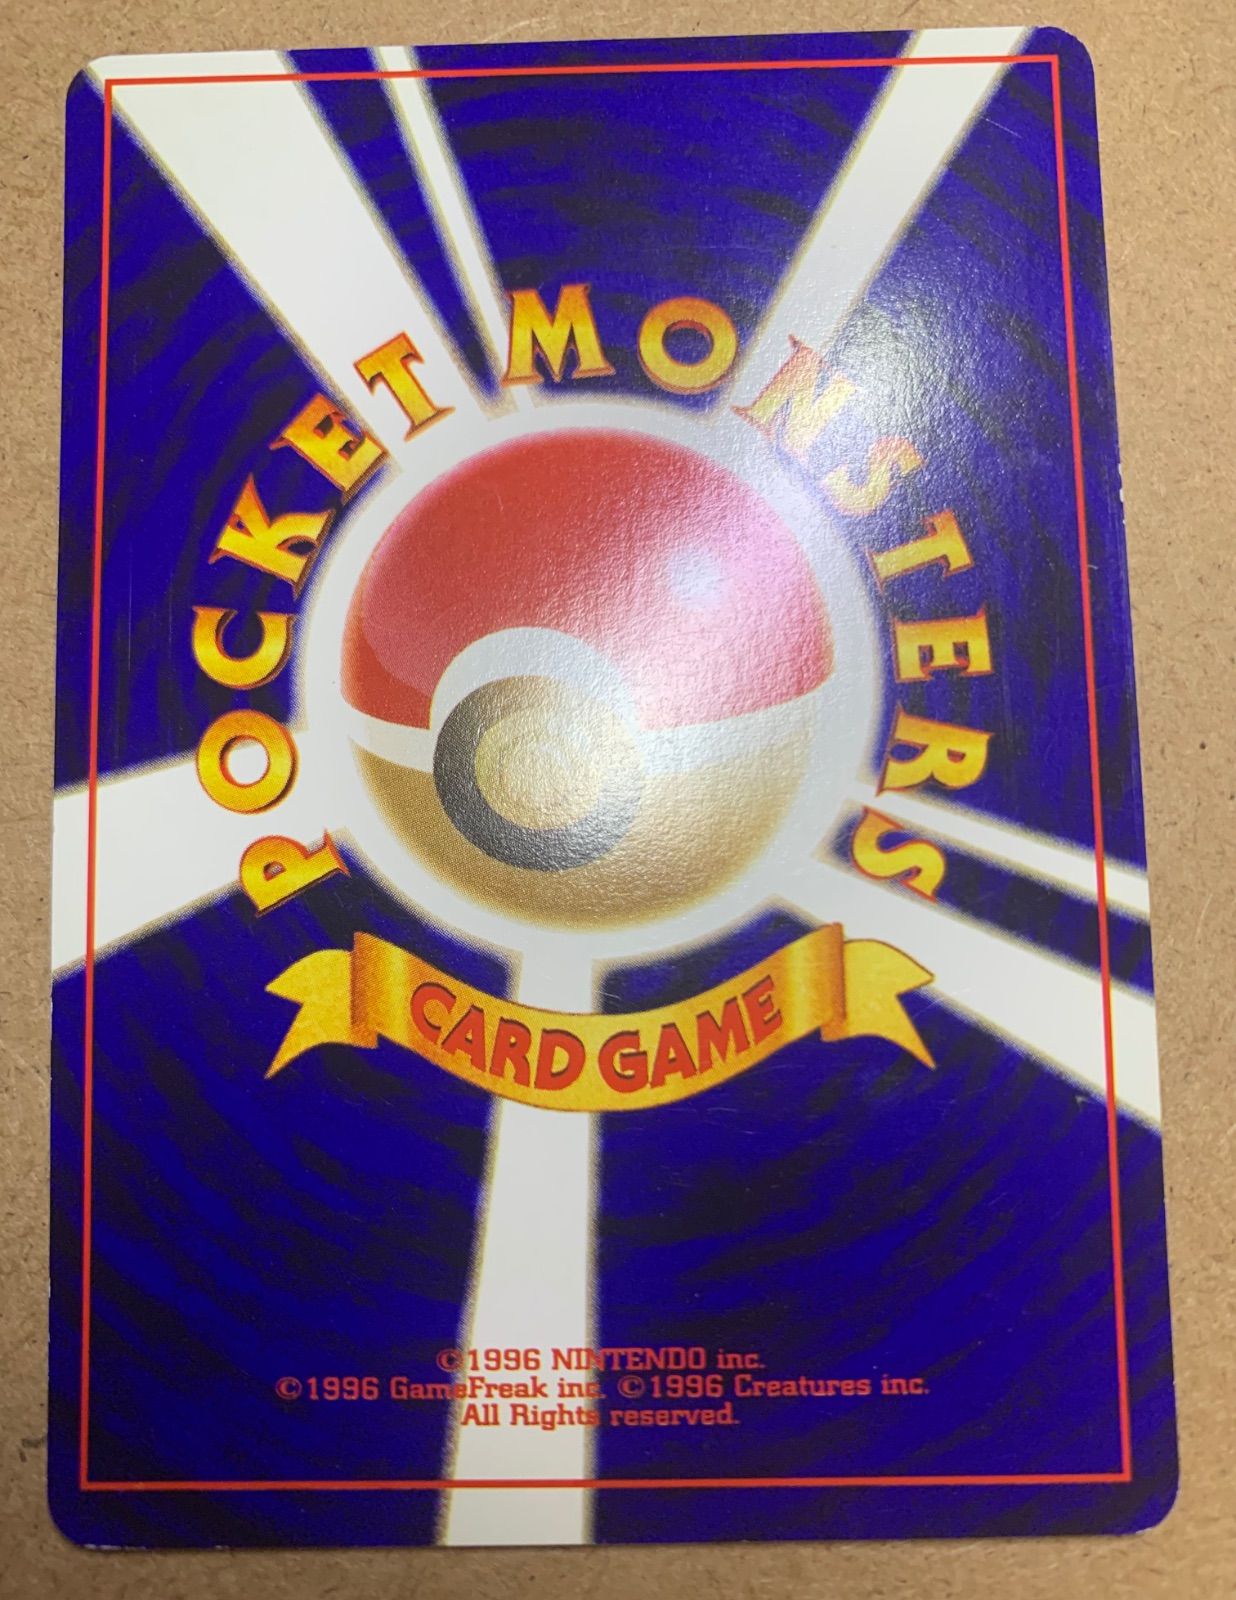 POCKET MONSTERS
CARD GAME
©1996 NINTENDO inc.
©1996 GameFreak inc. ©1996 Creatures inc.
All Rights reserved.